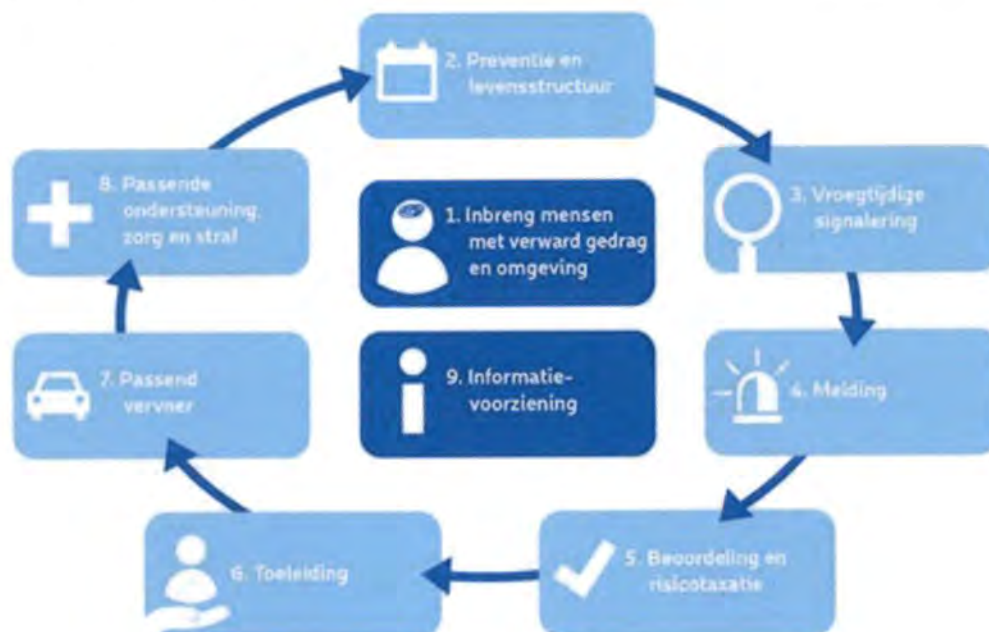 2. Preventie en
levensstructuur
8. Passende
ondersteuning,
zorg en straf
1. Inbreng mensen
met verward gedrag
en omgeving
3. Vroegtijdige
signalering
7. Passend
vervoer
9. Informatie-
voorziening
4. Melding
6. Toeleiding
5. Beoordeling en
risicotaxatie